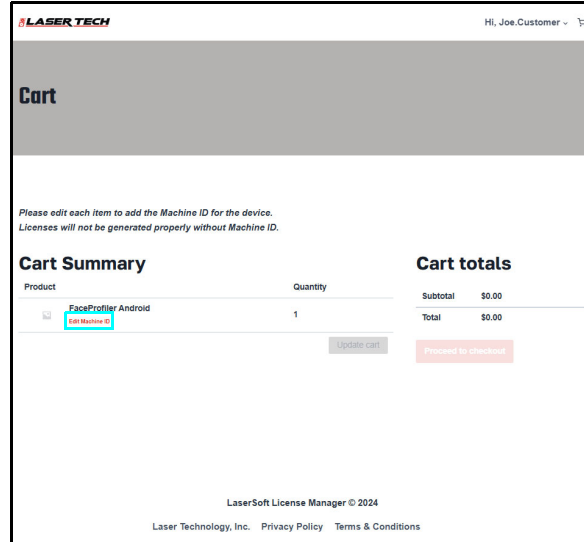 LASER TECH
Hi, Joe.Customer
Cart
Please edit each item to add the Machine ID for the device.
Licenses will not be generated properly without Machine ID.
Cart Summary
Product Quantity
FaceProfiler Android
Edit Machine ID
1
Update cart
Cart totals
Subtotal $0.00
Total $0.00
Proceed to checkout
LaserSoft License Manager © 2024
Laser Technology, Inc. Privacy Policy Terms & Conditions